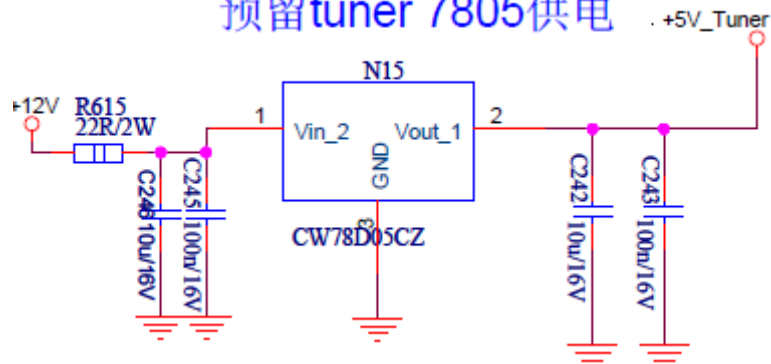 预留tuner 7805供电
+5V_Tuner
N15
+12V
R615
22R/2W
1
Vin_2
Vout_1
2
GND
3
CW78D05CZ
C246 10u/16V
C245 100n/16V
C242
10u/16V
C243
100n/16V